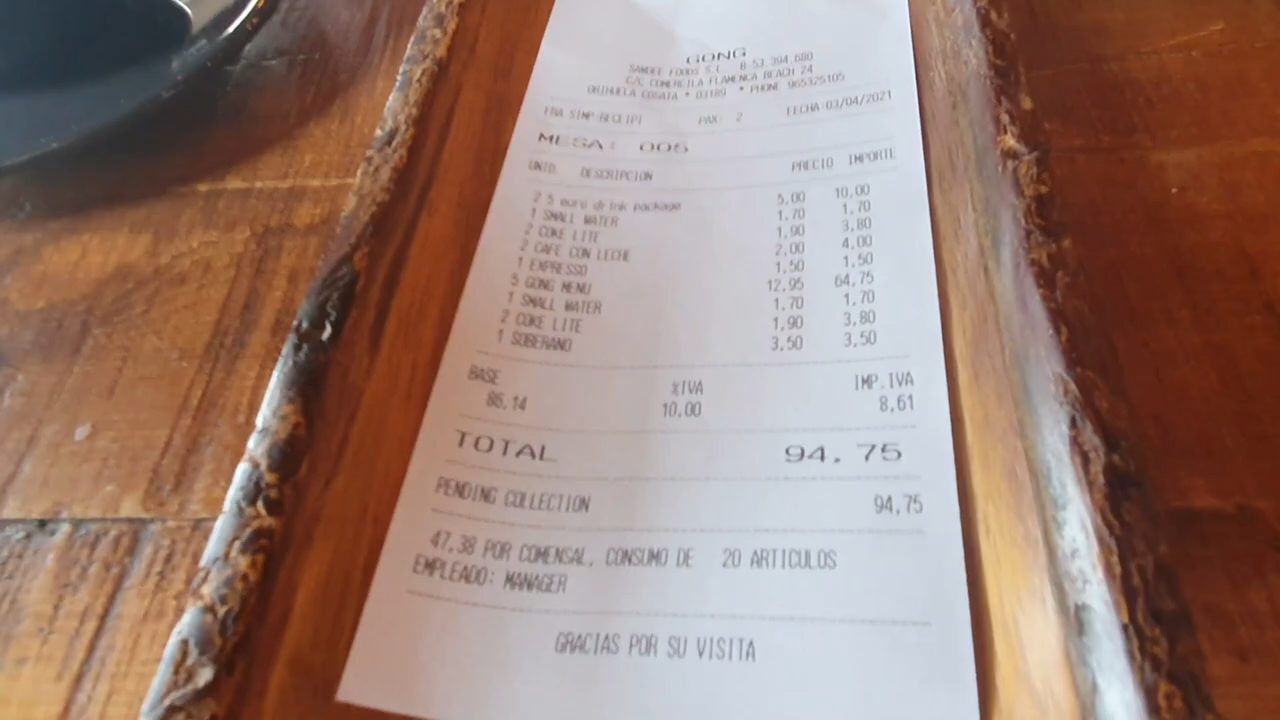 GONG
SANDEE FOODS S.L. B-53.394.680
C/C COMERCILA FLAMENCA BEACH 24
ORIHUELA COSATA * 03189 * PHONE 965325105
FRA SIMP-RECEIPT PAX: 2 FECHA:03/04/2021
MESA: 005
UNID. DESCRIPCION PRECIO IMPORTE
2 5 euro drink package 5,00 10,00
1 SMALL WATER 1,70 1,70
2 COKE LITE 1,90 3,80
2 CAFE CON LECHE 2,00 4,00
1 EXPRESSO 1,50 1,50
5 GONG MENU 12,95 64,75
1 SMALL WATER 1,70 1,70
2 COKE LITE 1,90 3,80
1 SOBERANO 3,50 3,50
BASE %IVA IMP.IVA
86,14 10,00 8,61
TOTAL 94.75
PENDING COLLECTION 94,75
47,38 POR COMENSAL, CONSUMO DE 20 ARTICULOS
EMPLEADO: MANAGER
GRACIAS POR SU VISITA